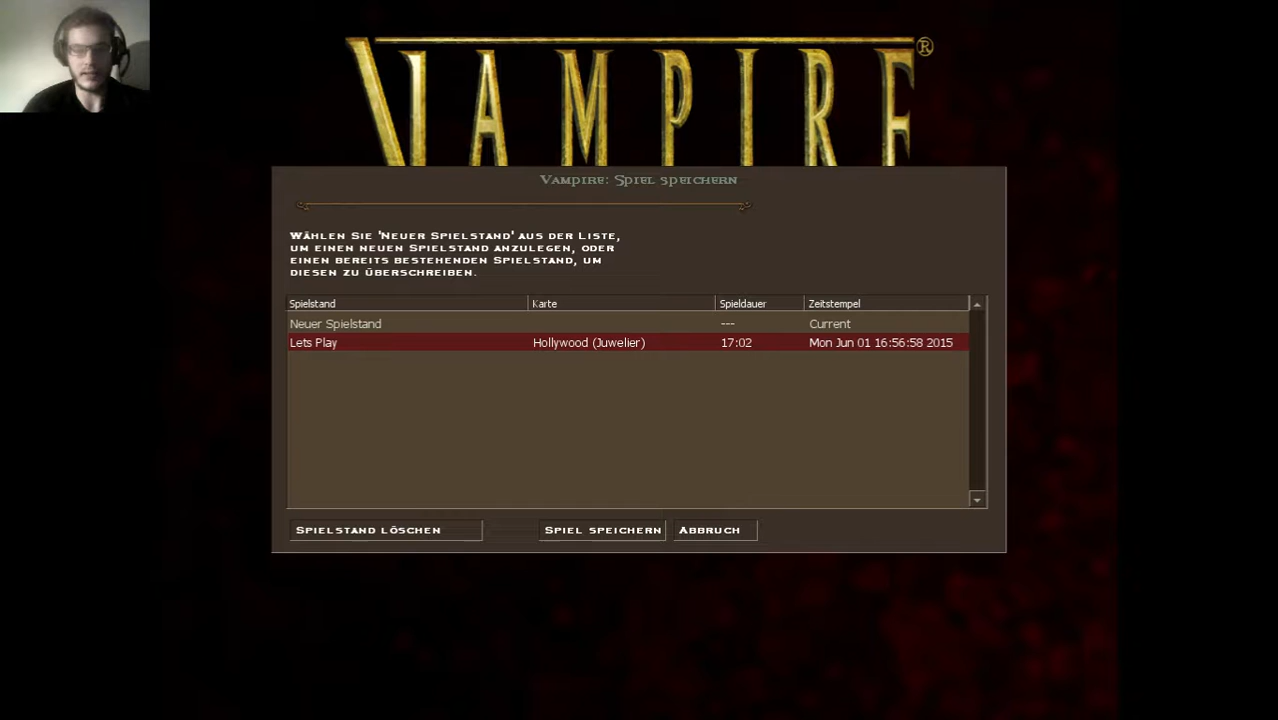 VAMPIRE®
Vampire: Spiel speichern
Wählen Sie 'Neuer Spielstand' aus der Liste,
um einen neuen Spielstand anzulegen, oder
einen bereits bestehenden Spielstand, um
diesen zu überschreiben.
Spielstand Karte Spieldauer Zeitstempel
Neuer Spielstand --- Current
Lets Play Hollywood (Juwelier) 17:02 Mon Jun 01 16:56:58 2015
Spielstand löschen Spiel speichern Abbruch